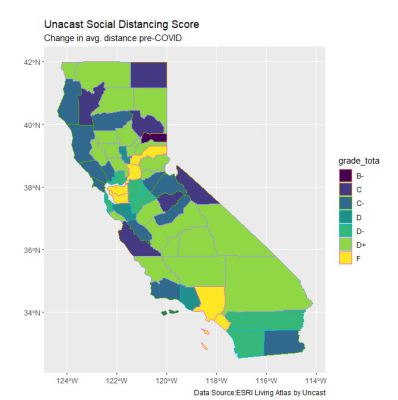 Unacast Social Distancing Score
Change in avg. distance pre-COVID
42°N
40°N
38°N
36°N
34°N
124°W
122°W
120°W
118°W
116°W
114°W
grade_tota
B-
C
C-
D
D-
D+
F
Data Source:ESRI Living Atlas by Uncast